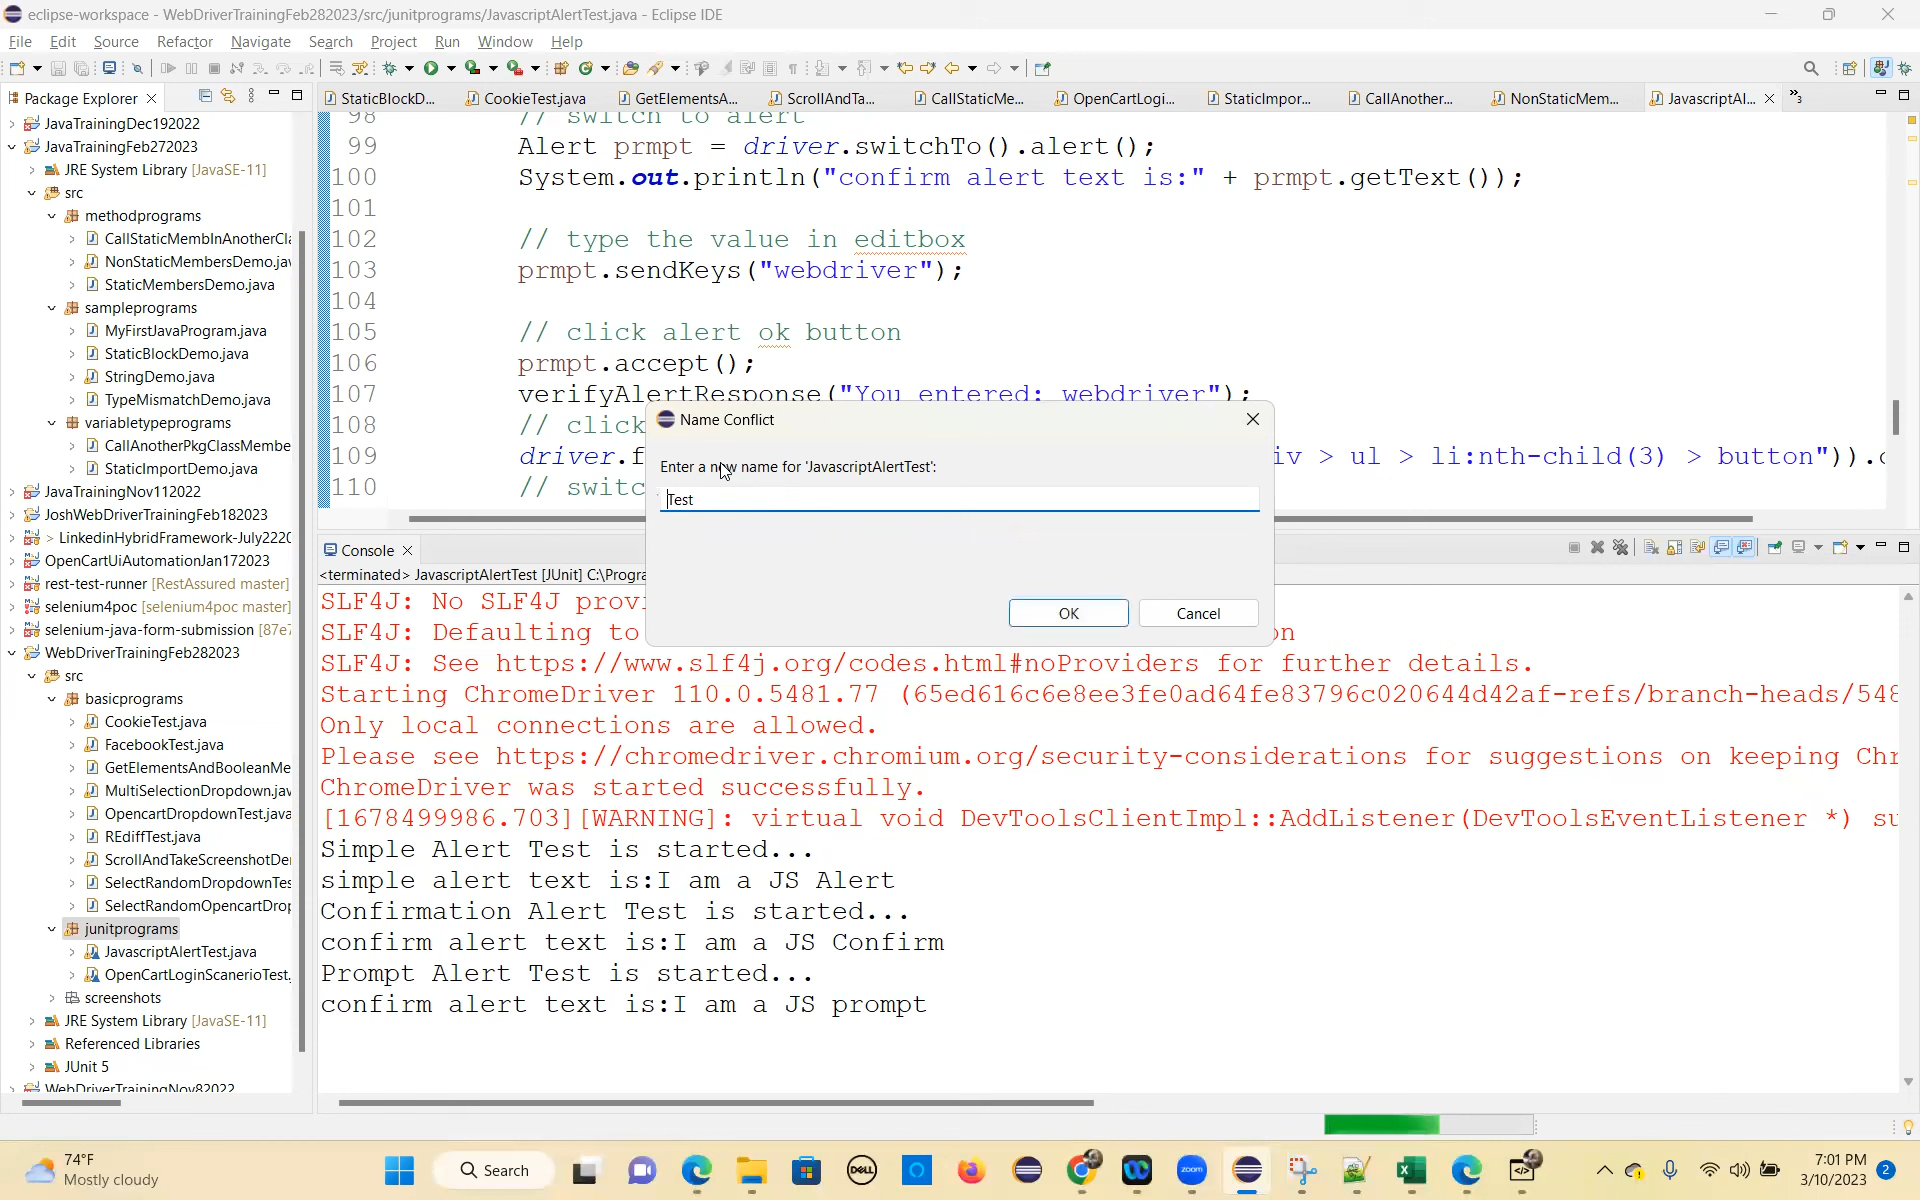 eclipse-workspace - WebDriverTrainingFeb282023/src/junitprograms/JavascriptAlertTest.java - Eclipse IDE
File Edit Source Refactor Navigate Search Project Run Window Help
Package Explorer
StaticBlockD... CookieTest.java GetElementsA... ScrollAndTa... CallStaticMe... OpenCartLogi... StaticImpor... CallAnother... NonStaticMem... JavascriptAl... »3
JavaTrainingDec192022
JavaTrainingFeb272023
JRE System Library [JavaSE-11]
src
methodprograms
CallStaticMembInAnotherCla
NonStaticMembersDemo.jav
StaticMembersDemo.java
sampleprograms
MyFirstJavaProgram.java
StaticBlockDemo.java
StringDemo.java
TypeMismatchDemo.java
variabletypeprograms
CallAnotherPkgClassMembe
StaticImportDemo.java
JavaTrainingNov112022
JoshWebDriverTrainingFeb182023
> LinkedinHybridFramework-July2220
OpenCartUiAutomationJan172023
rest-test-runner [RestAssured master]
selenium4poc [selenium4poc master]
selenium-java-form-submission [87e7
WebDriverTrainingFeb282023
src
basicprograms
CookieTest.java
FacebookTest.java
GetElementsAndBooleanMe
MultiSelectionDropdown.jav
OpencartDropdownTest.java
REdiffTest.java
ScrollAndTakeScreenshotDe
SelectRandomDropdownTes
SelectRandomOpencartDrop
junitprograms
JavascriptAlertTest.java
OpenCartLoginScanerioTest.
screenshots
JRE System Library [JavaSE-11]
Referenced Libraries
JUnit 5
WebDriverTrainingNov82022
98 // switch to alert
99 Alert prmpt = driver.switchTo().alert();
100 System.out.println("confirm alert text is:" + prmpt.getText());
101
102 // type the value in editbox
103 prmpt.sendKeys("webdriver");
104
105 // click alert ok button
106 prmpt.accept();
107 verifyAlertResponse("You entered: webdriver");
108 // click
109 driver.f iv > ul > li:nth-child(3) > button")).c
110 // switc
Name Conflict
Enter a new name for 'JavascriptAlertTest':
Test
OK Cancel
Console
<terminated> JavascriptAlertTest [JUnit] C:\Progra
SLF4J: No SLF4J provi
SLF4J: Defaulting to on
SLF4J: See https://www.slf4j.org/codes.html#noProviders for further details.
Starting ChromeDriver 110.0.5481.77 (65ed616c6e8ee3fe0ad64fe83796c020644d42af-refs/branch-heads/548
Only local connections are allowed.
Please see https://chromedriver.chromium.org/security-considerations for suggestions on keeping Chr
ChromeDriver was started successfully.
[1678499986.703][WARNING]: virtual void DevToolsClientImpl::AddListener(DevToolsEventListener *) su
Simple Alert Test is started...
simple alert text is:I am a JS Alert
Confirmation Alert Test is started...
confirm alert text is:I am a JS Confirm
Prompt Alert Test is started...
confirm alert text is:I am a JS prompt
74°F
Mostly cloudy
Search
DELL
zoom
7:01 PM
3/10/2023
2